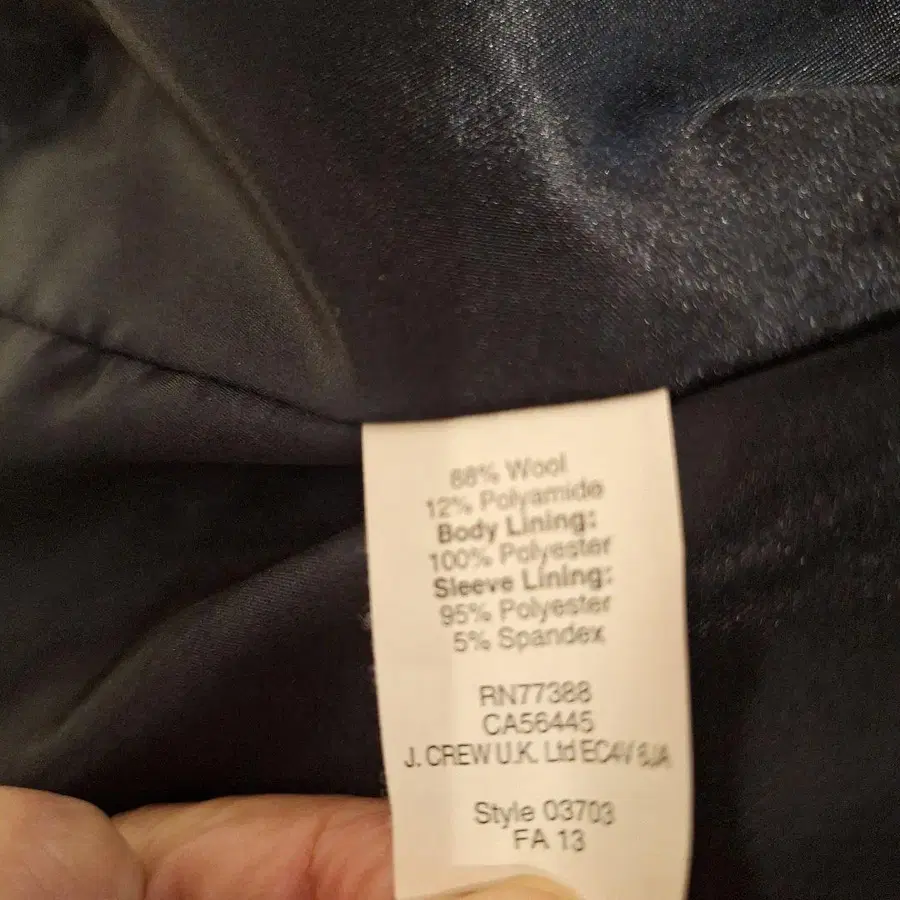 88% Wool
12% Polyamide
Body Lining:
100% Polyester
Sleeve Lining:
95% Polyester
5% Spandex
RN77388
CA56445
J. CREW U.K. Ltd EC4V 6JA
Style 03703
FA 13